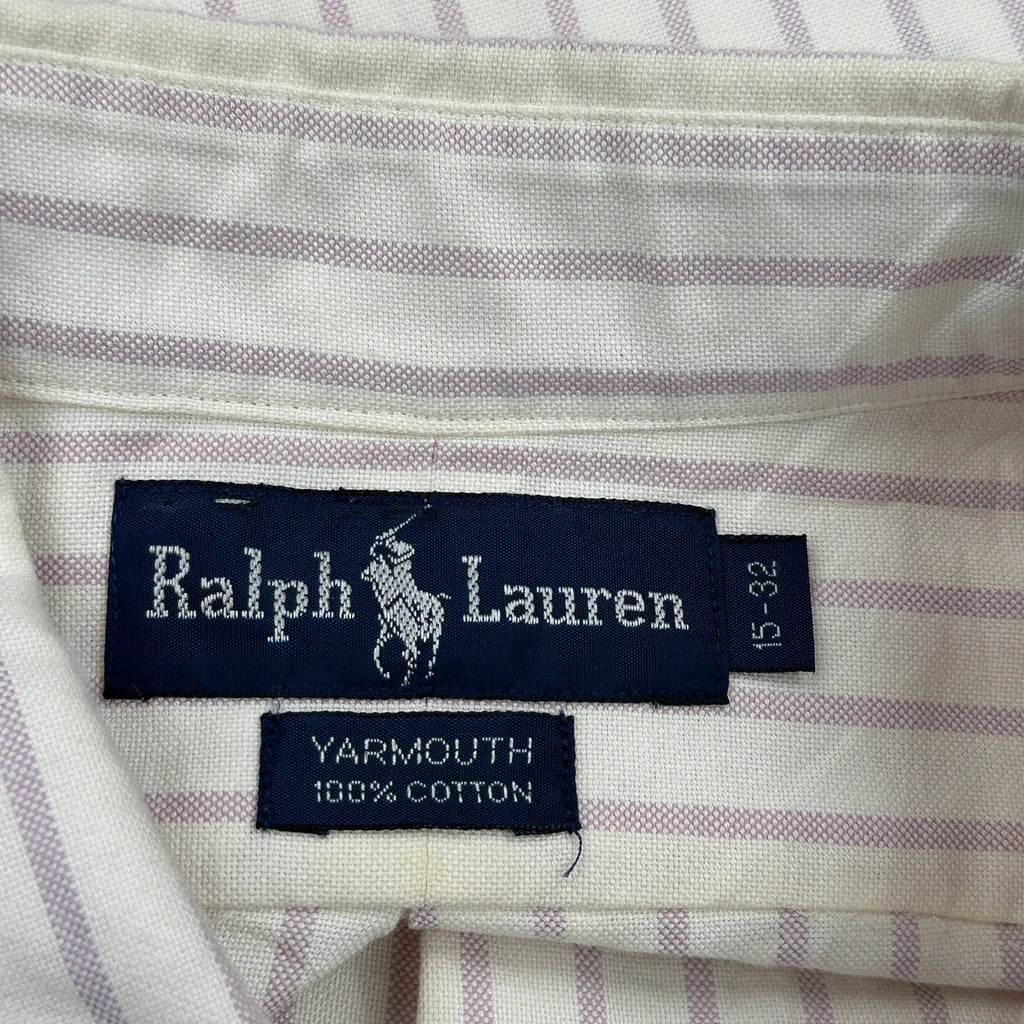 Ralph Lauren
15-32
YARMOUTH
100% COTTON